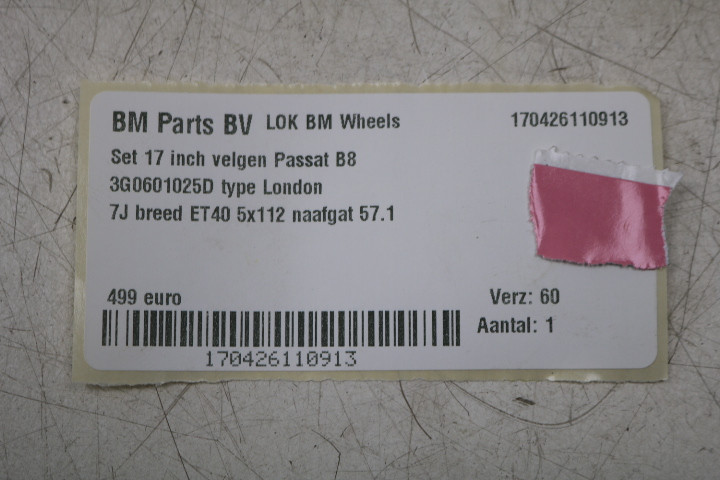 BM Parts BV LOK BM Wheels 170426110913
Set 17 inch velgen Passat B8
3G0601025D type London
7J breed ET40 5x112 naafgat 57.1
499 euro Verz: 60
Aantal: 1
170426110913